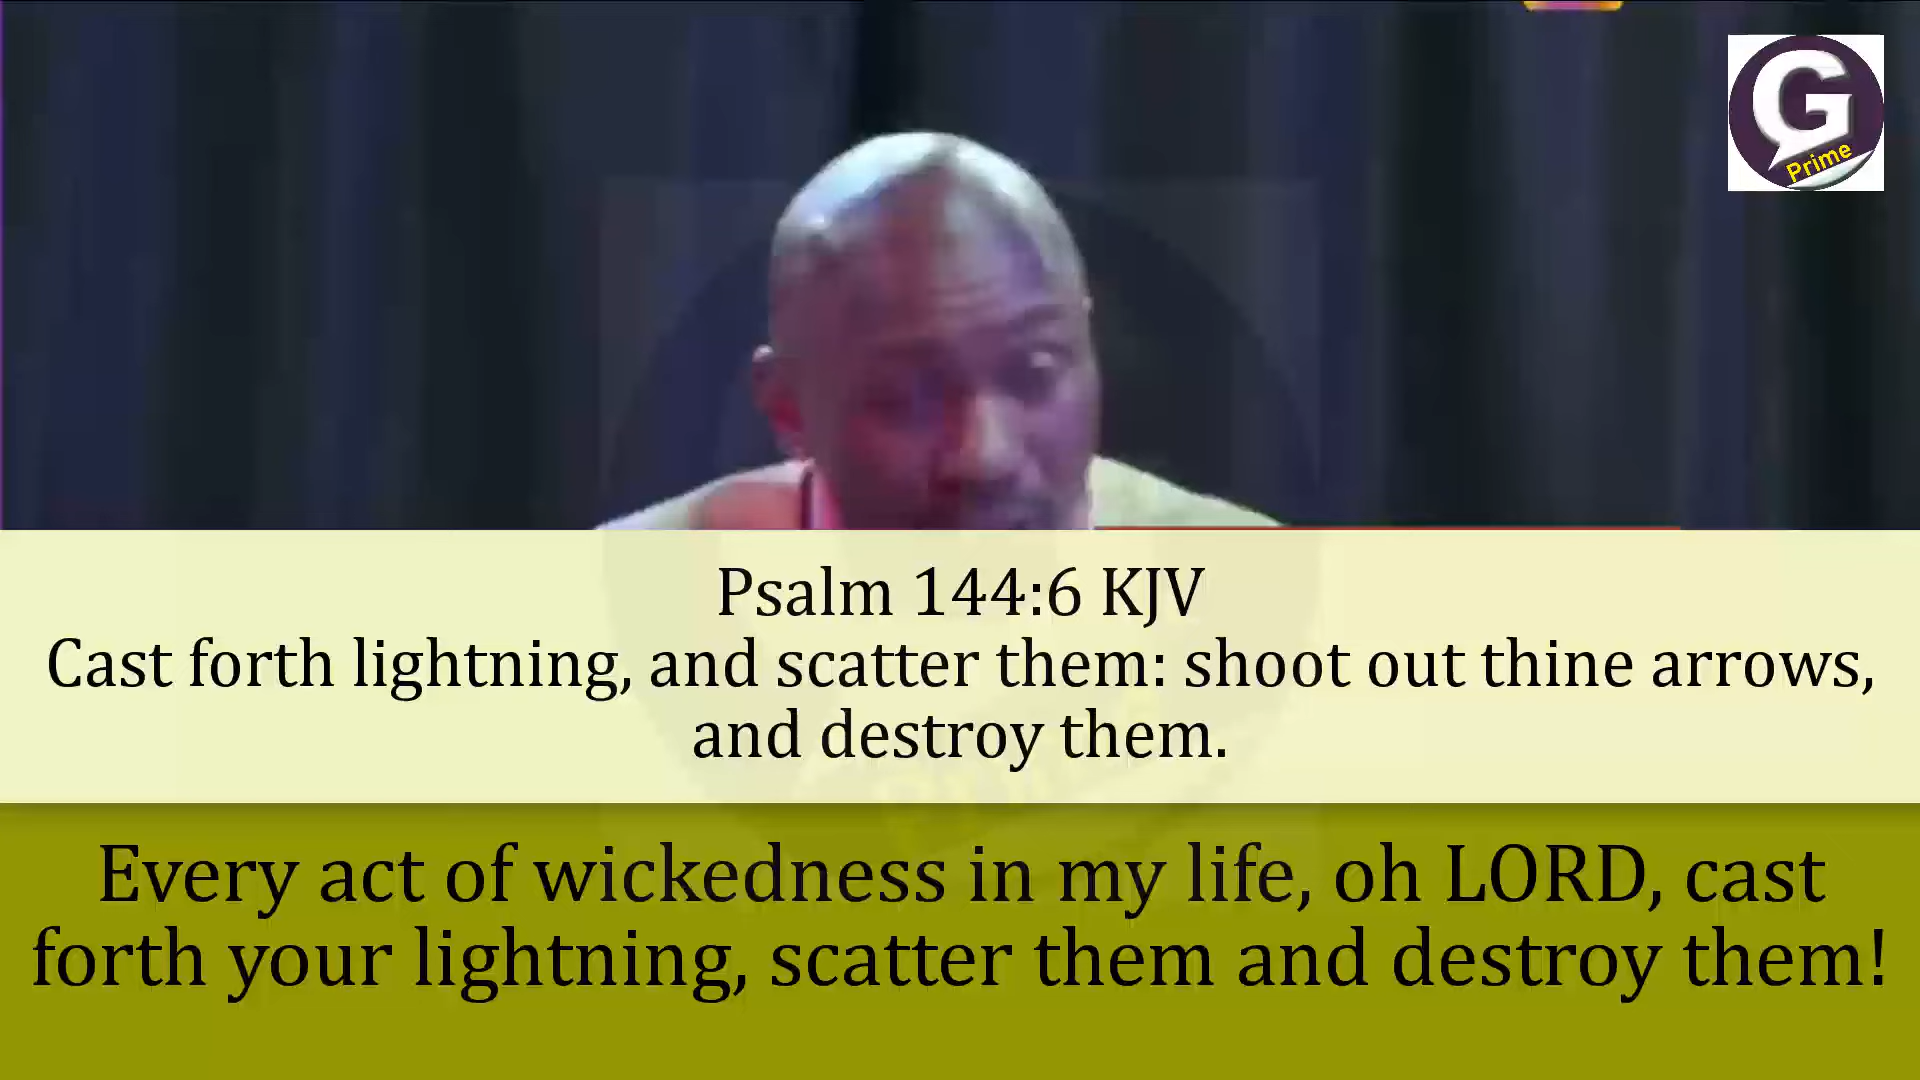 G
Prime
Psalm 144:6 KJV
Cast forth lightning, and scatter them: shoot out thine arrows,
and destroy them.
Every act of wickedness in my life, oh LORD, cast
forth your lightning, scatter them and destroy them!